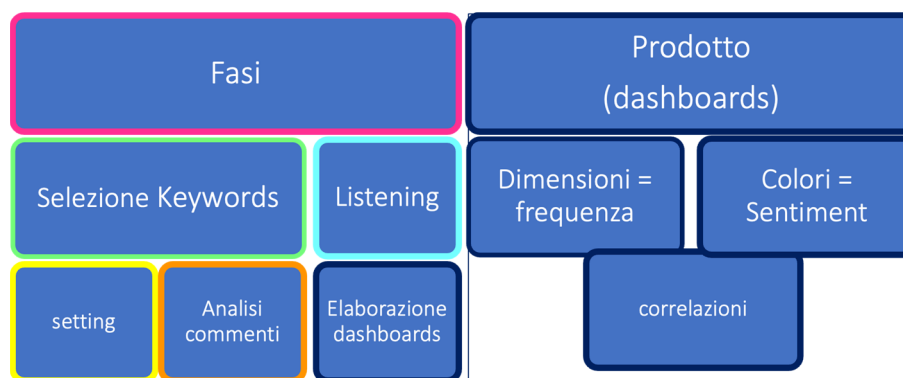 Fasi
Prodotto
(dashboards)
Selezione Keywords
Listening
Dimensioni =
frequenza
Colori =
Sentiment
setting
Analisi
commenti
Elaborazione
dashboards
correlazioni